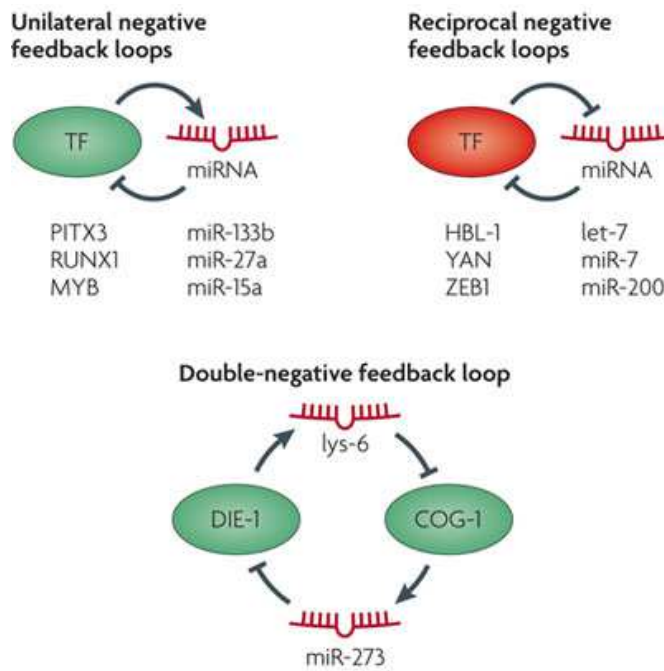 Unilateral negative
feedback loops
TF
miRNA
PITX3 miR-133b
RUNX1 miR-27a
MYB miR-15a
Reciprocal negative
feedback loops
TF
miRNA
HBL-1 let-7
YAN miR-7
ZEB1 miR-200
Double-negative feedback loop
lys-6
DIE-1 COG-1
miR-273